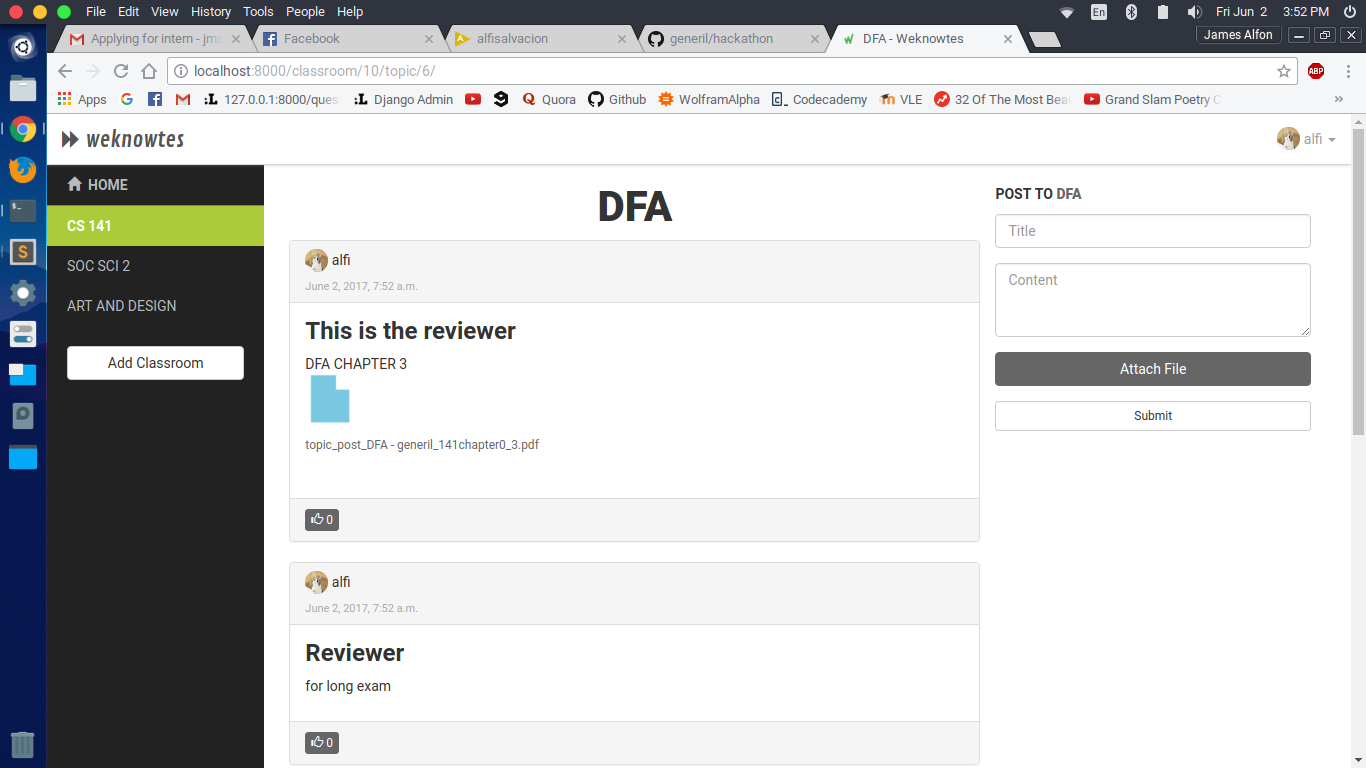 File Edit View History Tools People Help
En Fri Jun 2 3:52 PM
Applying for intern - jm
Facebook
alfisalvacion
generil/hackathon
DFA - Weknowtes
James Alfon
localhost:8000/classroom/10/topic/6/
ABP
Apps
127.0.0.1:8000/ques
Django Admin
Quora
Github
WolframAlpha
Codecademy
VLE
32 Of The Most Bea
Grand Slam Poetry C
weknowtes
alfi
HOME
CS 141
SOC SCI 2
ART AND DESIGN
Add Classroom
DFA
alfi
June 2, 2017, 7:52 a.m.
This is the reviewer
DFA CHAPTER 3
topic_post_DFA - generil_141chapter0_3.pdf
0
alfi
June 2, 2017, 7:52 a.m.
Reviewer
for long exam
0
POST TO DFA
Title
Content
Attach File
Submit